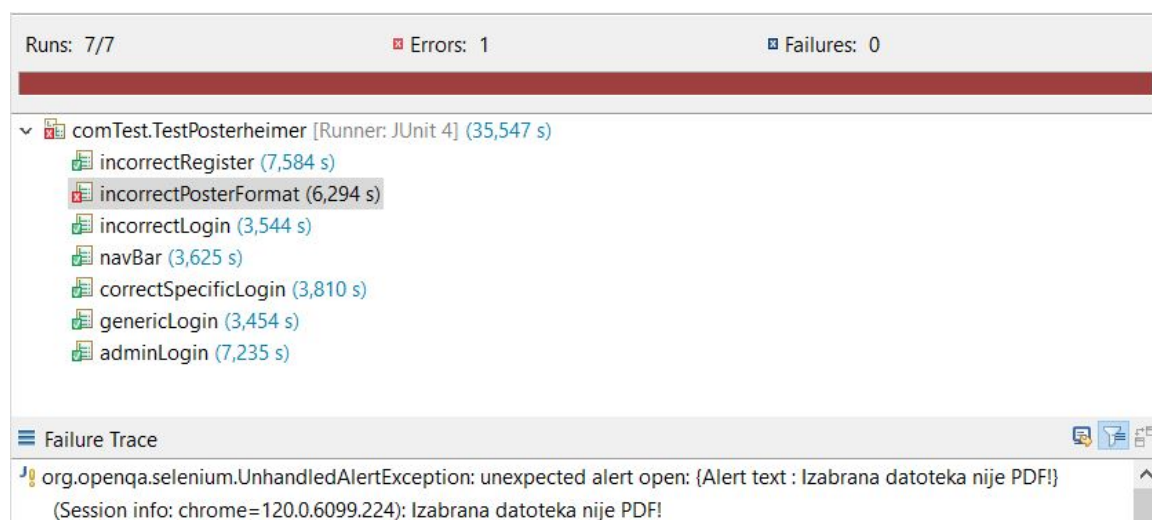 Runs: 7/7 Errors: 1 Failures: 0
comTest.TestPosterheimer [Runner: JUnit 4] (35,547 s)
incorrectRegister (7,584 s)
incorrectPosterFormat (6,294 s)
incorrectLogin (3,544 s)
navBar (3,625 s)
correctSpecificLogin (3,810 s)
genericLogin (3,454 s)
adminLogin (7,235 s)
Failure Trace
org.openqa.selenium.UnhandledAlertException: unexpected alert open: {Alert text : Izabrana datoteka nije PDF!}
(Session info: chrome=120.0.6099.224): Izabrana datoteka nije PDF!